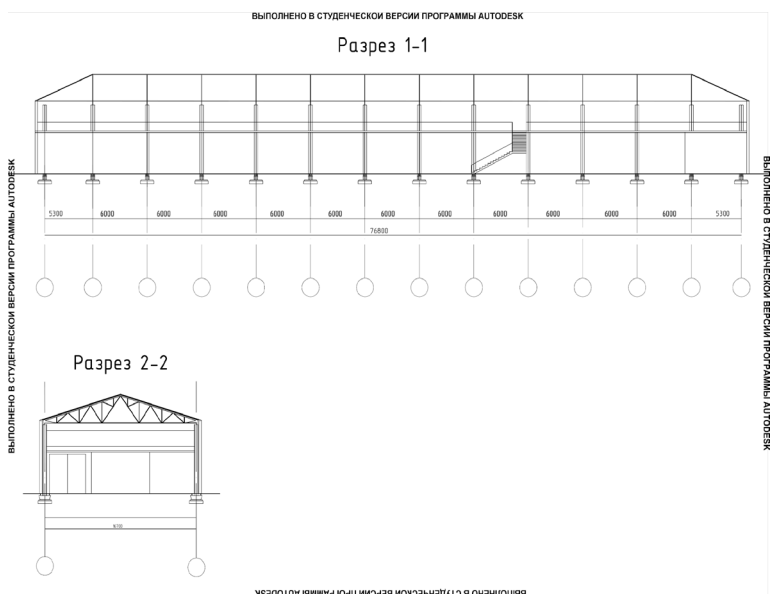 ВЫПОЛНЕНО В СТУДЕНЧЕСКОЙ ВЕРСИИ ПРОГРАММЫ AUTODESK
Разрез 1-1
ВЫПОЛНЕНО В СТУДЕНЧЕСКОЙ ВЕРСИИ ПРОГРАММЫ AUTODESK
ВЫПОЛНЕНО В СТУДЕНЧЕСКОЙ ВЕРСИИ ПРОГРАММЫ AUTODESK
5300 6000 6000 6000 6000 6000 6000 6000 6000 6000 6000 6000 5300
76800
Разрез 2-2
ВЫПОЛНЕНО В СТУДЕНЧЕСКОЙ ВЕРСИИ ПРОГРАММЫ AUTODESK